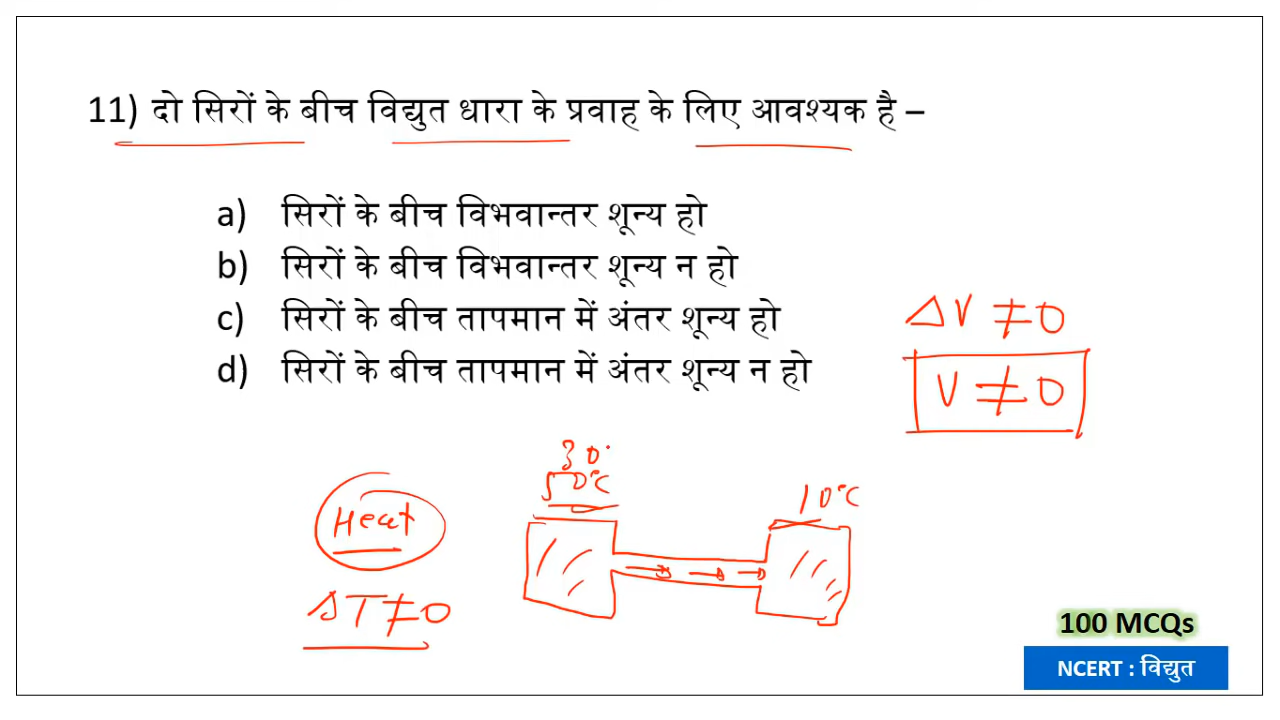 11) दो सिरों के बीच विद्युत धारा के प्रवाह के लिए आवश्यक है –
a) सिरों के बीच विभवान्तर शून्य हो
b) सिरों के बीच विभवान्तर शून्य न हो
c) सिरों के बीच तापमान में अंतर शून्य हो
d) सिरों के बीच तापमान में अंतर शून्य न हो
ΔV ≠ 0
V ≠ 0
30°
50°C
10°C
Heat
ΔT ≠ 0
100 MCQs
NCERT : विद्युत